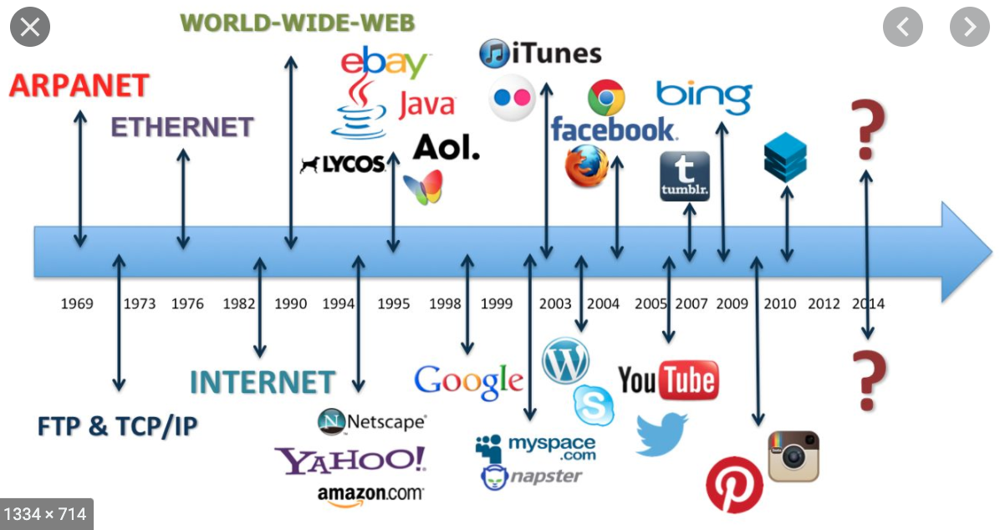 WORLD-WIDE-WEB
ebay
iTunes
ARPANET
Java
bing
ETHERNET
facebook
?
LYCOS
Aol.
t
tumblr.
1969 1973 1976 1982 1990 1994 1995 1998 1999 2003 2004 2005 2007 2009 2010 2012 2014
INTERNET
Google
W
You Tube
?
S
FTP & TCP/IP
N Netscape
YAHOO!
myspace
.com
napster
amazon.com
P
1334 × 714